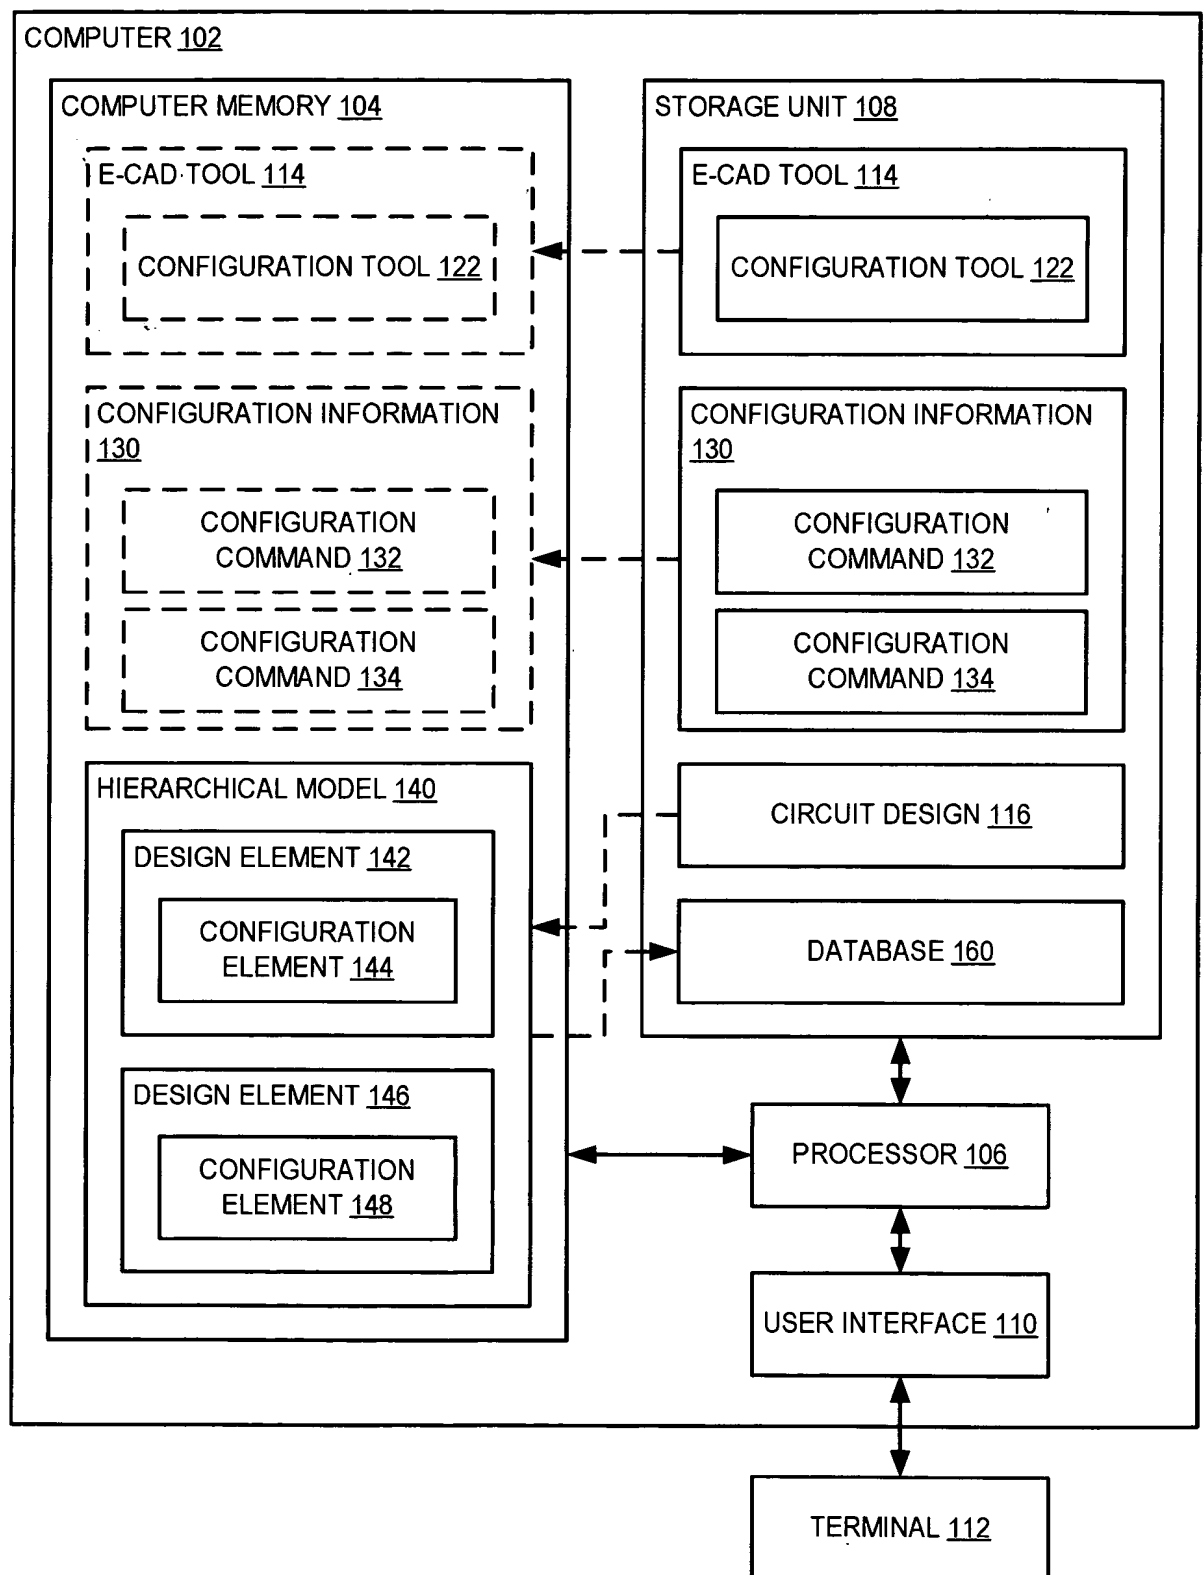 COMPUTER 102
COMPUTER MEMORY 104
E-CAD TOOL 114
CONFIGURATION TOOL 122
CONFIGURATION INFORMATION
130
CONFIGURATION
COMMAND 132
CONFIGURATION
COMMAND 134
HIERARCHICAL MODEL 140
DESIGN ELEMENT 142
CONFIGURATION
ELEMENT 144
DESIGN ELEMENT 146
CONFIGURATION
ELEMENT 148
STORAGE UNIT 108
E-CAD TOOL 114
CONFIGURATION TOOL 122
CONFIGURATION INFORMATION
130
CONFIGURATION
COMMAND 132
CONFIGURATION
COMMAND 134
CIRCUIT DESIGN 116
DATABASE 160
PROCESSOR 106
USER INTERFACE 110
TERMINAL 112